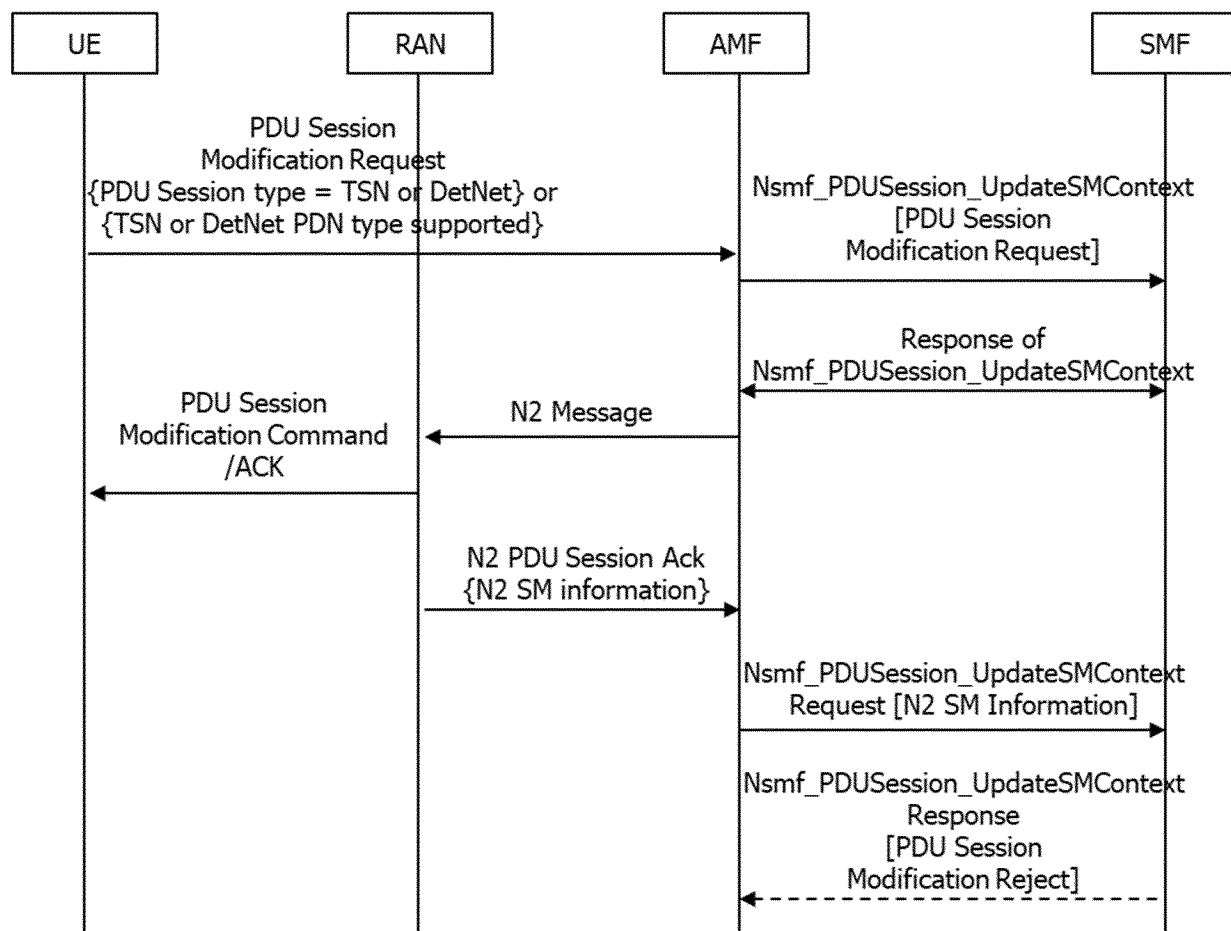 UE
RAN
AMF
SMF
PDU Session
Modification Request
{PDU Session type = TSN or DetNet} or
{TSN or DetNet PDN type supported}
Nsmf_PDUSession_UpdateSMContext
[PDU Session
Modification Request]
Response of
Nsmf_PDUSession_UpdateSMContext
N2 Message
PDU Session
Modification Command
/ACK
N2 PDU Session Ack
{N2 SM information}
Nsmf_PDUSession_UpdateSMContext
Request [N2 SM Information]
Nsmf_PDUSession_UpdateSMContext
Response
[PDU Session
Modification Reject]